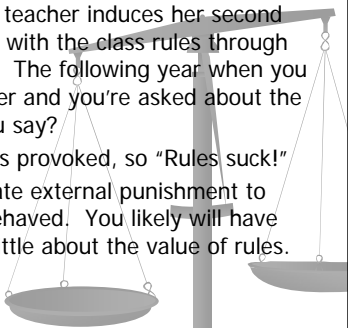 teacher induces her second
with the class rules through
The following year when you
er and you're asked about the
u say?
s provoked, so "Rules suck!"
ate external punishment to
ehaved. You likely will have
ttle about the value of rules.